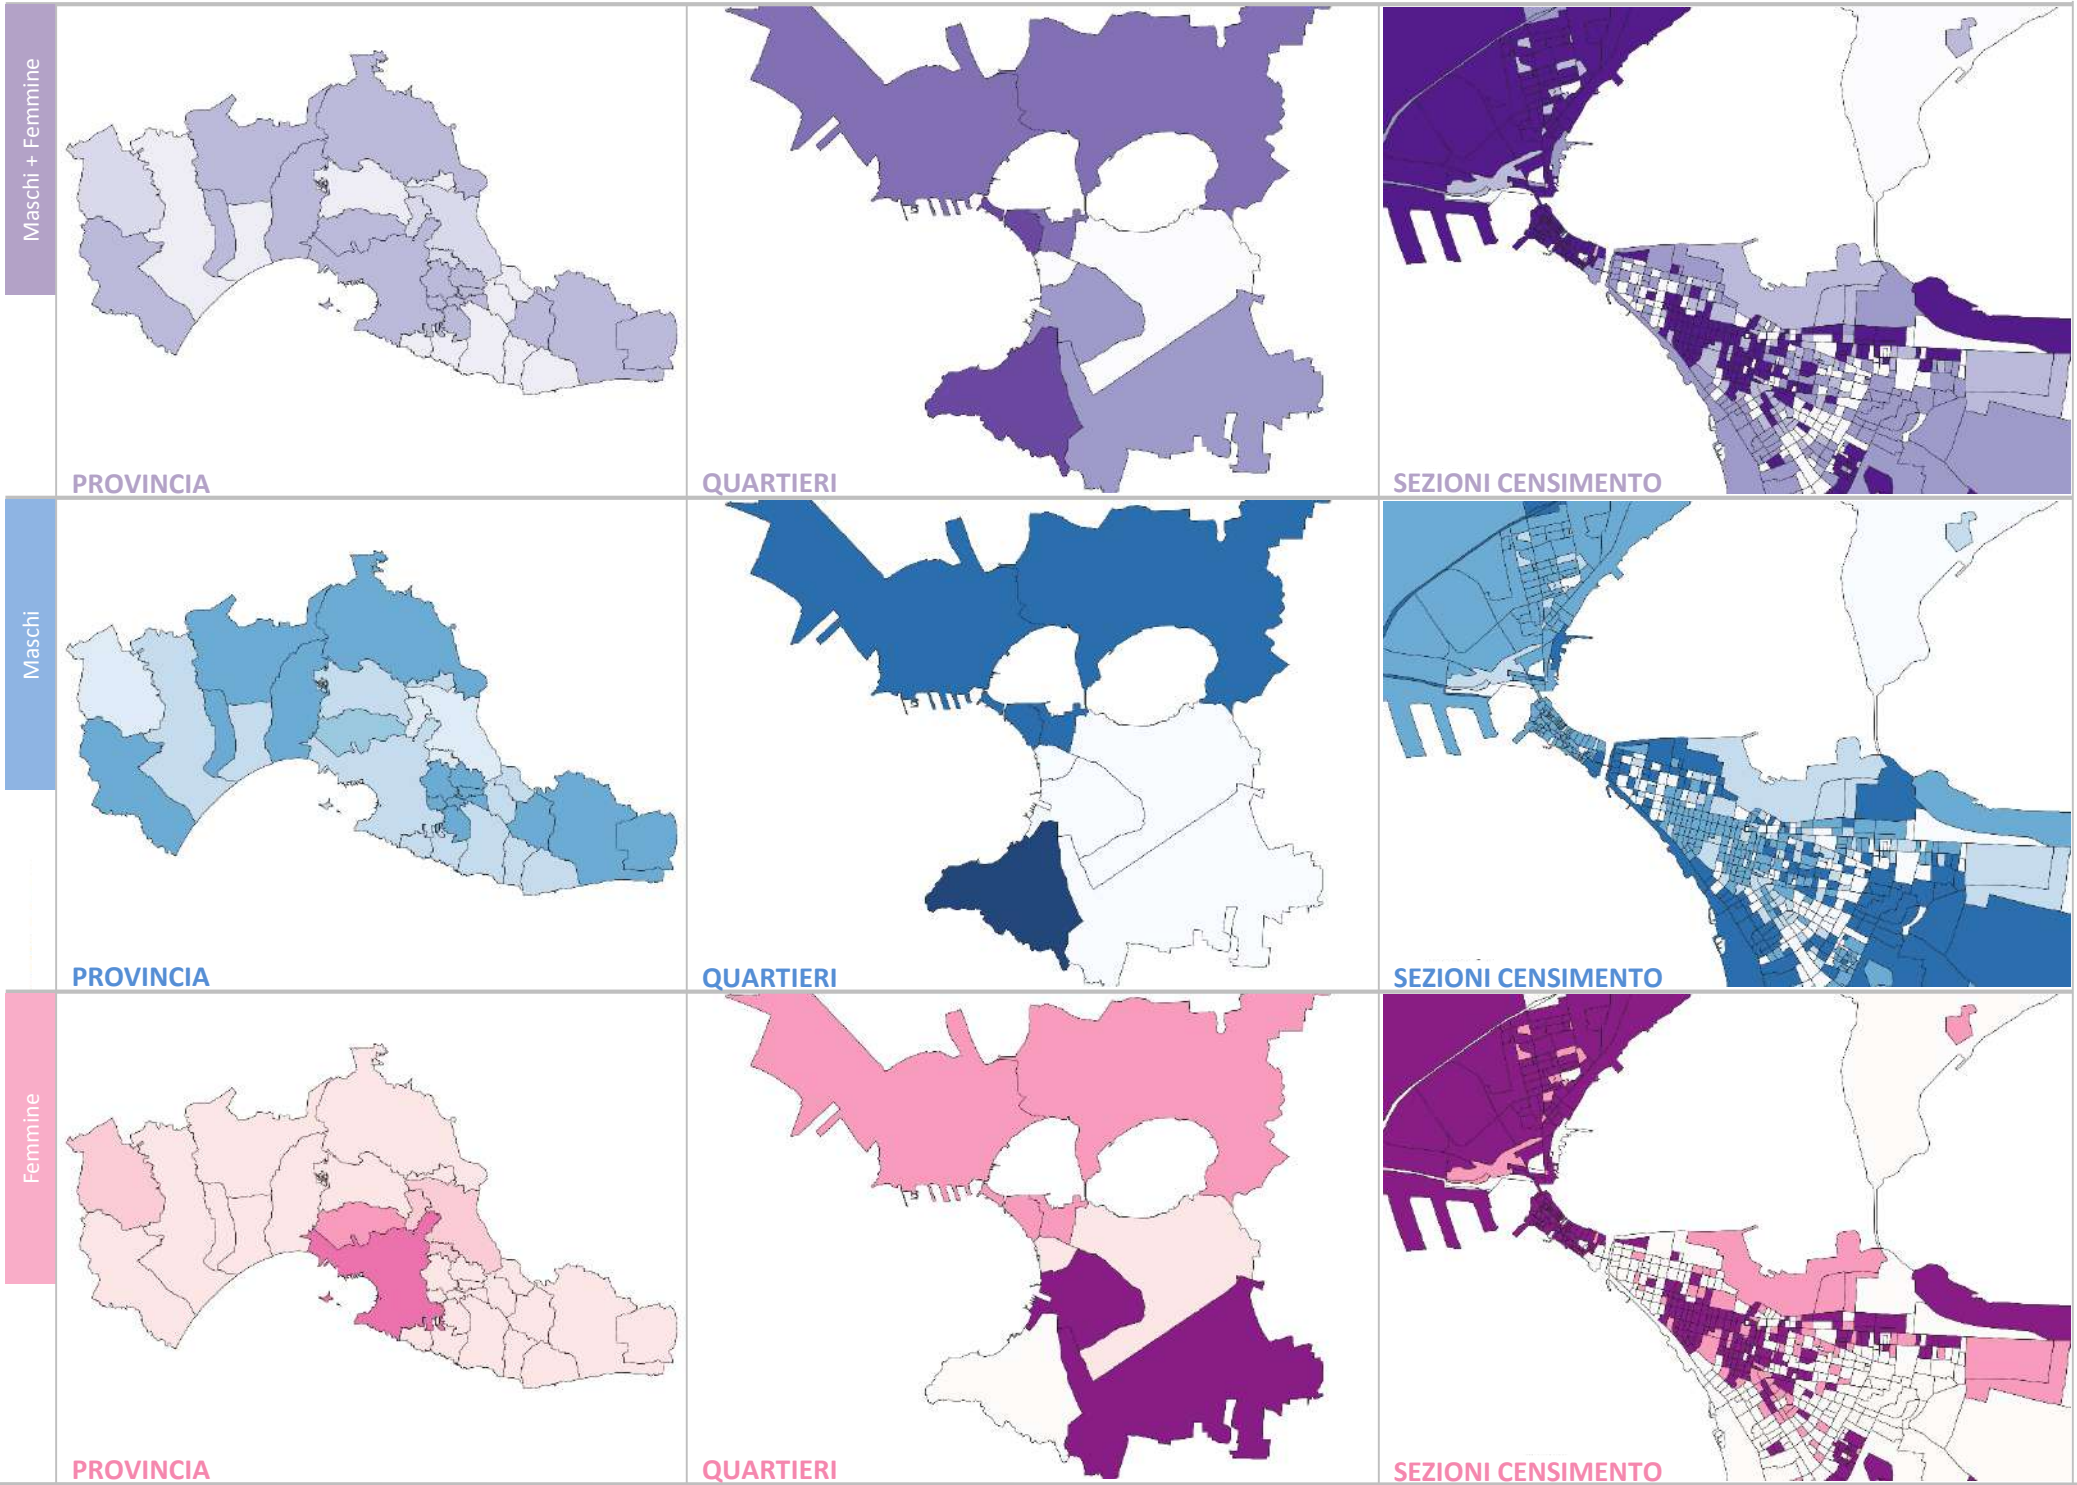 Maschi + Femmine
PROVINCIA
QUARTIERI
SEZIONI CENSIMENTO
Maschi
PROVINCIA
QUARTIERI
SEZIONI CENSIMENTO
Femmine
PROVINCIA
QUARTIERI
SEZIONI CENSIMENTO